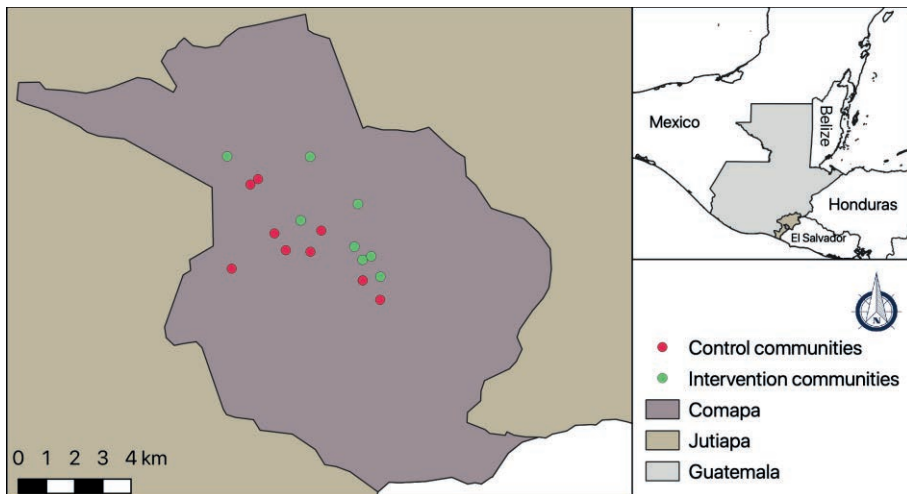 0 1 2 3 4 km
Mexico
Belize
Honduras
El Salvador
N
Control communities
Intervention communities
Comapa
Jutiapa
Guatemala